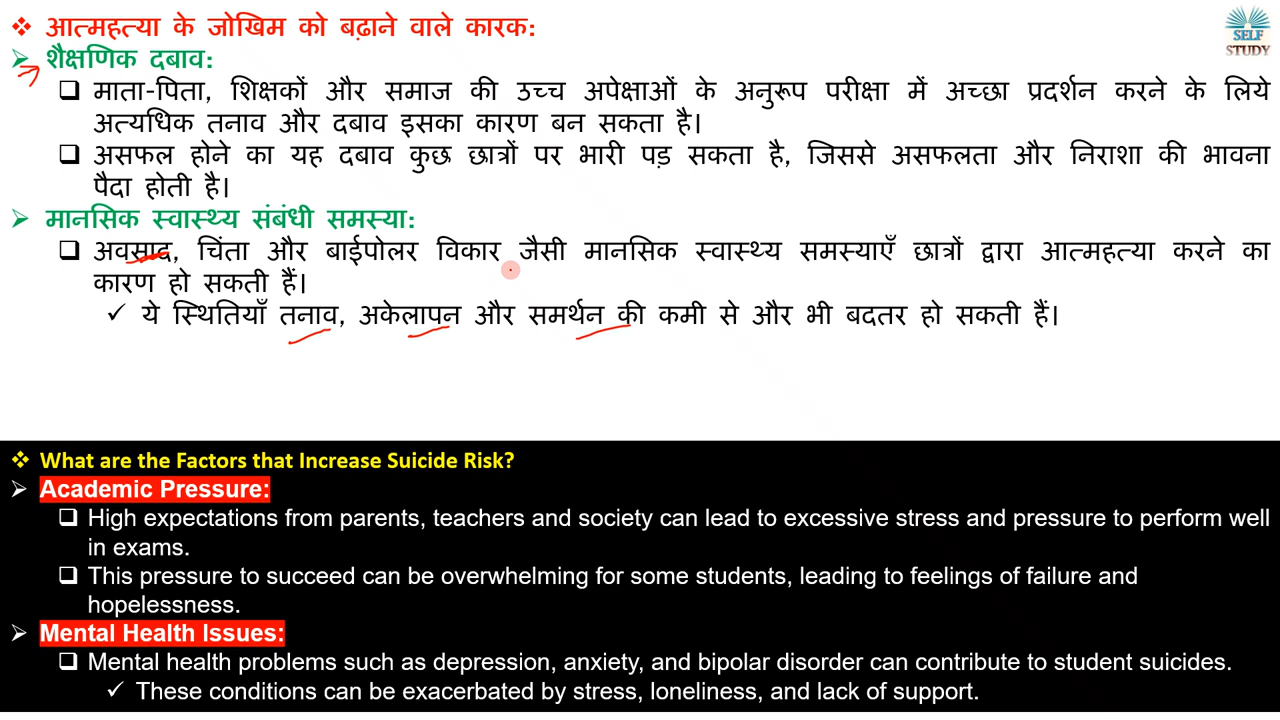 ❖ आत्महत्या के जोखिम को बढ़ाने वाले कारक:
SELF
STUDY
➢ शैक्षणिक दबाव:
❑ माता-पिता, शिक्षकों और समाज की उच्च अपेक्षाओं के अनुरूप परीक्षा में अच्छा प्रदर्शन करने के लिये
अत्यधिक तनाव और दबाव इसका कारण बन सकता है।
❑ असफल होने का यह दबाव कुछ छात्रों पर भारी पड़ सकता है, जिससे असफलता और निराशा की भावना
पैदा होती है।
➢ मानसिक स्वास्थ्य संबंधी समस्या:
❑ अवसाद, चिंता और बाईपोलर विकार जैसी मानसिक स्वास्थ्य समस्याएँ छात्रों द्वारा आत्महत्या करने का
कारण हो सकती हैं।
✓ ये स्थितियाँ तनाव, अकेलापन और समर्थन की कमी से और भी बदतर हो सकती हैं।
❖ What are the Factors that Increase Suicide Risk?
➢ Academic Pressure:
❑ High expectations from parents, teachers and society can lead to excessive stress and pressure to perform well
in exams.
❑ This pressure to succeed can be overwhelming for some students, leading to feelings of failure and
hopelessness.
➢ Mental Health Issues:
❑ Mental health problems such as depression, anxiety, and bipolar disorder can contribute to student suicides.
✓ These conditions can be exacerbated by stress, loneliness, and lack of support.